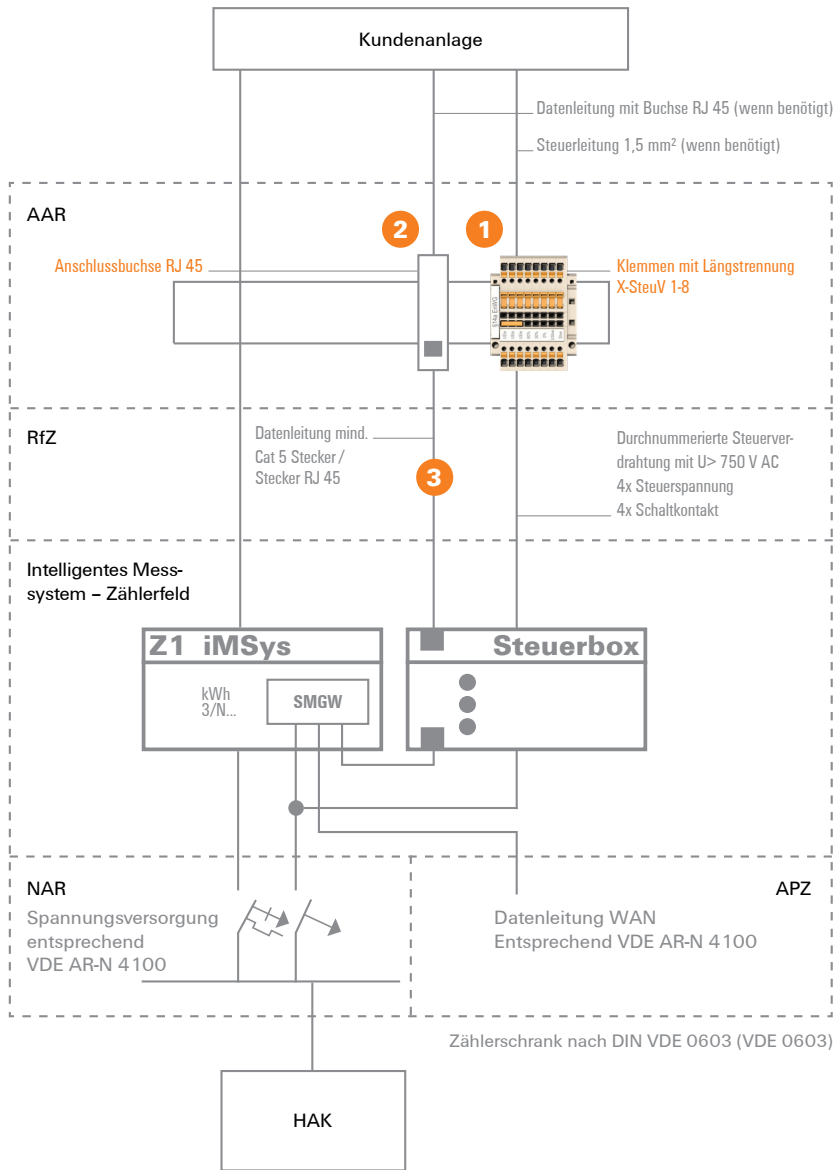 Kundenanlage
Datenleitung mit Buchse RJ 45 (wenn benötigt)
Steuerleitung 1,5 mm² (wenn benötigt)
AAR
2
1
Anschlussbuchse RJ 45
Klemmen mit Längstrennung
X-SteuV 1-8
RfZ
Datenleitung mind.
Cat 5 Stecker /
Stecker RJ 45
3
Durchnummerierte Steuerver-
drahtung mit U> 750 V AC
4x Steuerspannung
4x Schaltkontakt
Intelligentes Mess-
system – Zählerfeld
Z1 iMSys
kWh
3/N...
SMGW
Steuerbox
NAR
Spannungsversorgung
entsprechend
VDE AR-N 4100
APZ
Datenleitung WAN
Entsprechend VDE AR-N 4100
Zählerschrank nach DIN VDE 0603 (VDE 0603)
HAK